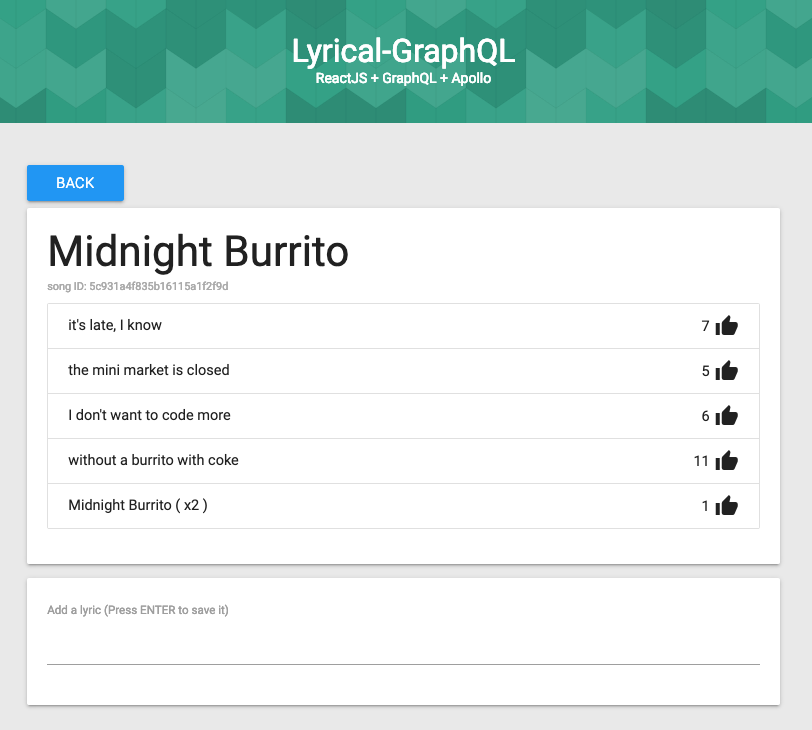 Lyrical-GraphQL
ReactJS + GraphQL + Apollo
BACK
Midnight Burrito
song ID: 5c931a4f835b16115a1f2f9d
it's late, I know 7
the mini market is closed 5
I don't want to code more 6
without a burrito with coke 11
Midnight Burrito ( x2 ) 1
Add a lyric (Press ENTER to save it)